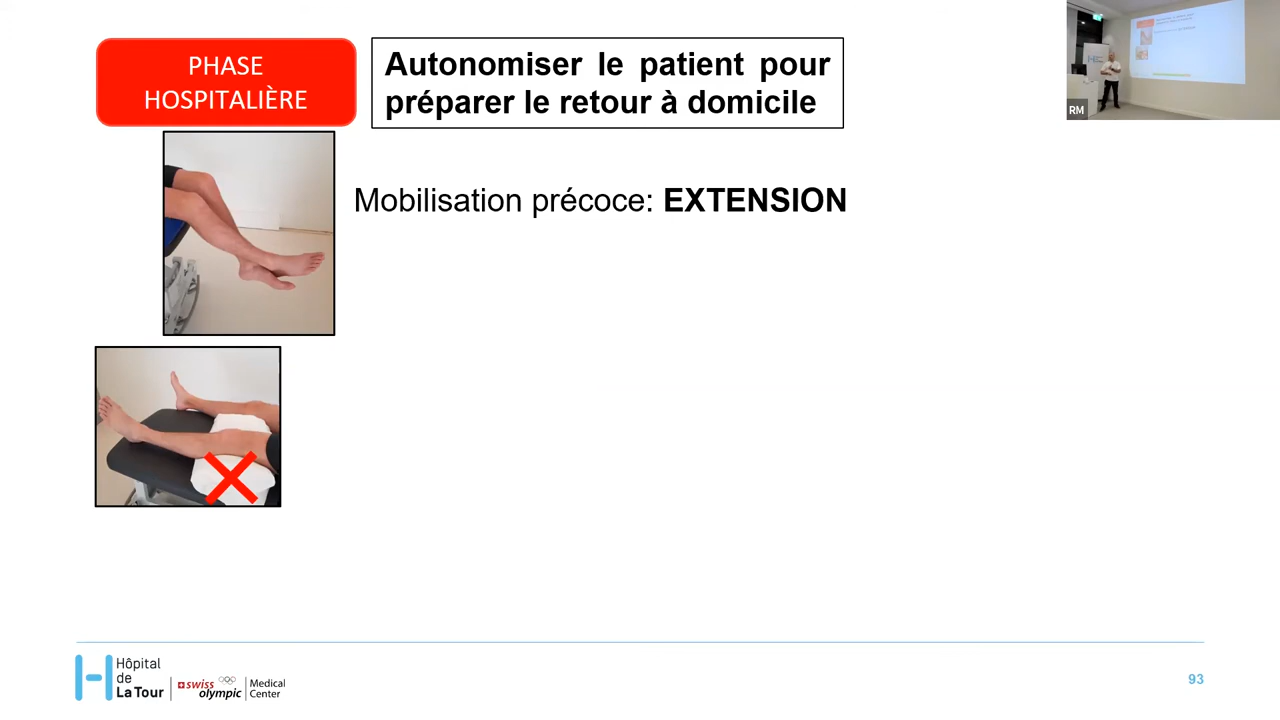 PHASE
HOSPITALIÈRE
Autonomiser le patient pour
préparer le retour à domicile
RM
Mobilisation précoce: EXTENSION
Hôpital
de
La Tour
swiss
olympic
Medical
Center
93